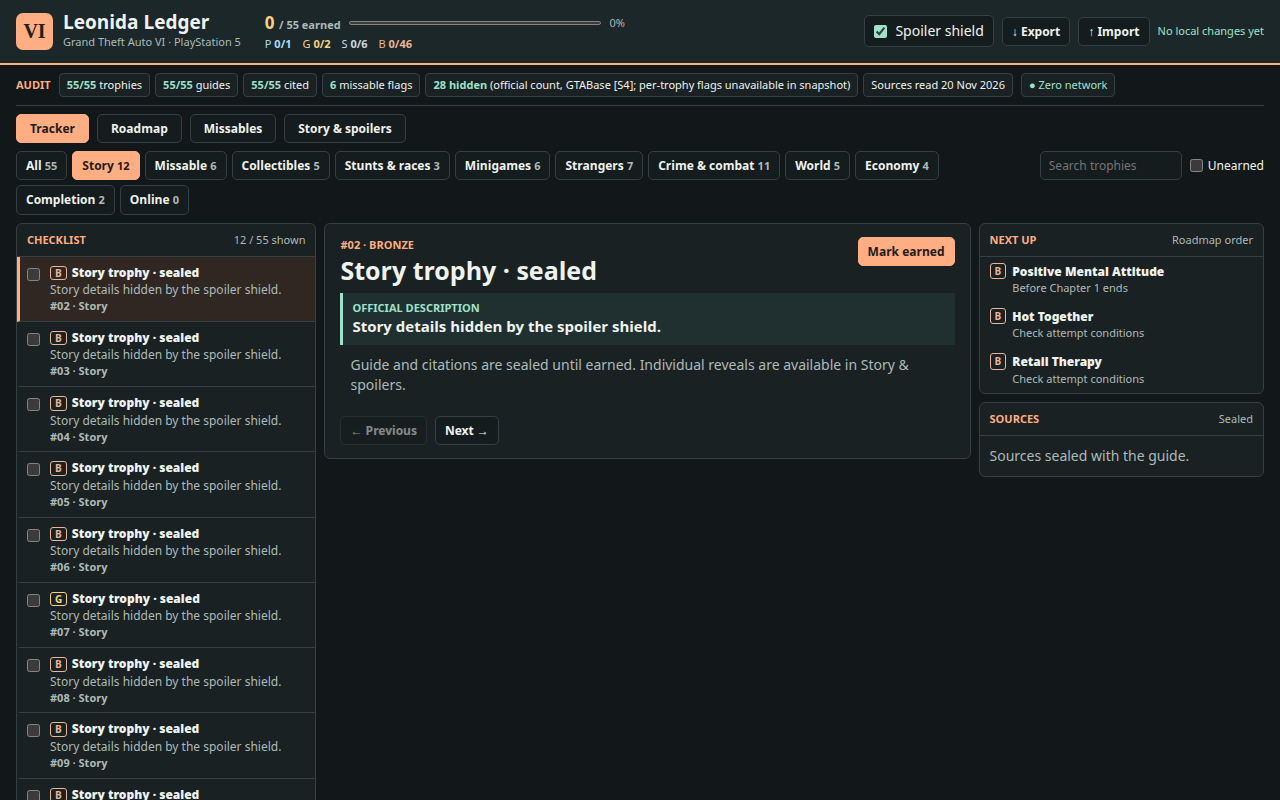 VI
Leonida Ledger
Grand Theft Auto VI · PlayStation 5
0 / 55 earned 0%
P 0/1 G 0/2 S 0/6 B 0/46
Spoiler shield
↓ Export
↑ Import
No local changes yet
AUDIT 55/55 trophies 55/55 guides 55/55 cited 6 missable flags 28 hidden (official count, GTABase [S4]; per-trophy flags unavailable in snapshot) Sources read 20 Nov 2026 ● Zero network
Tracker Roadmap Missables Story & spoilers
All 55 Story 12 Missable 6 Collectibles 5 Stunts & races 3 Minigames 6 Strangers 7 Crime & combat 11 World 5 Economy 4
Completion 2 Online 0
Search trophies Unearned
CHECKLIST 12 / 55 shown
B Story trophy · sealed
Story details hidden by the spoiler shield.
#02 · Story
B Story trophy · sealed
Story details hidden by the spoiler shield.
#03 · Story
B Story trophy · sealed
Story details hidden by the spoiler shield.
#04 · Story
B Story trophy · sealed
Story details hidden by the spoiler shield.
#05 · Story
B Story trophy · sealed
Story details hidden by the spoiler shield.
#06 · Story
G Story trophy · sealed
Story details hidden by the spoiler shield.
#07 · Story
B Story trophy · sealed
Story details hidden by the spoiler shield.
#08 · Story
B Story trophy · sealed
Story details hidden by the spoiler shield.
#09 · Story
B Story trophy · sealed
#02 · BRONZE
Story trophy · sealed
Mark earned
OFFICIAL DESCRIPTION
Story details hidden by the spoiler shield.
Guide and citations are sealed until earned. Individual reveals are available in Story &
spoilers.
← Previous Next →
NEXT UP Roadmap order
B Positive Mental Attitude
Before Chapter 1 ends
B Hot Together
Check attempt conditions
B Retail Therapy
Check attempt conditions
SOURCES Sealed
Sources sealed with the guide.